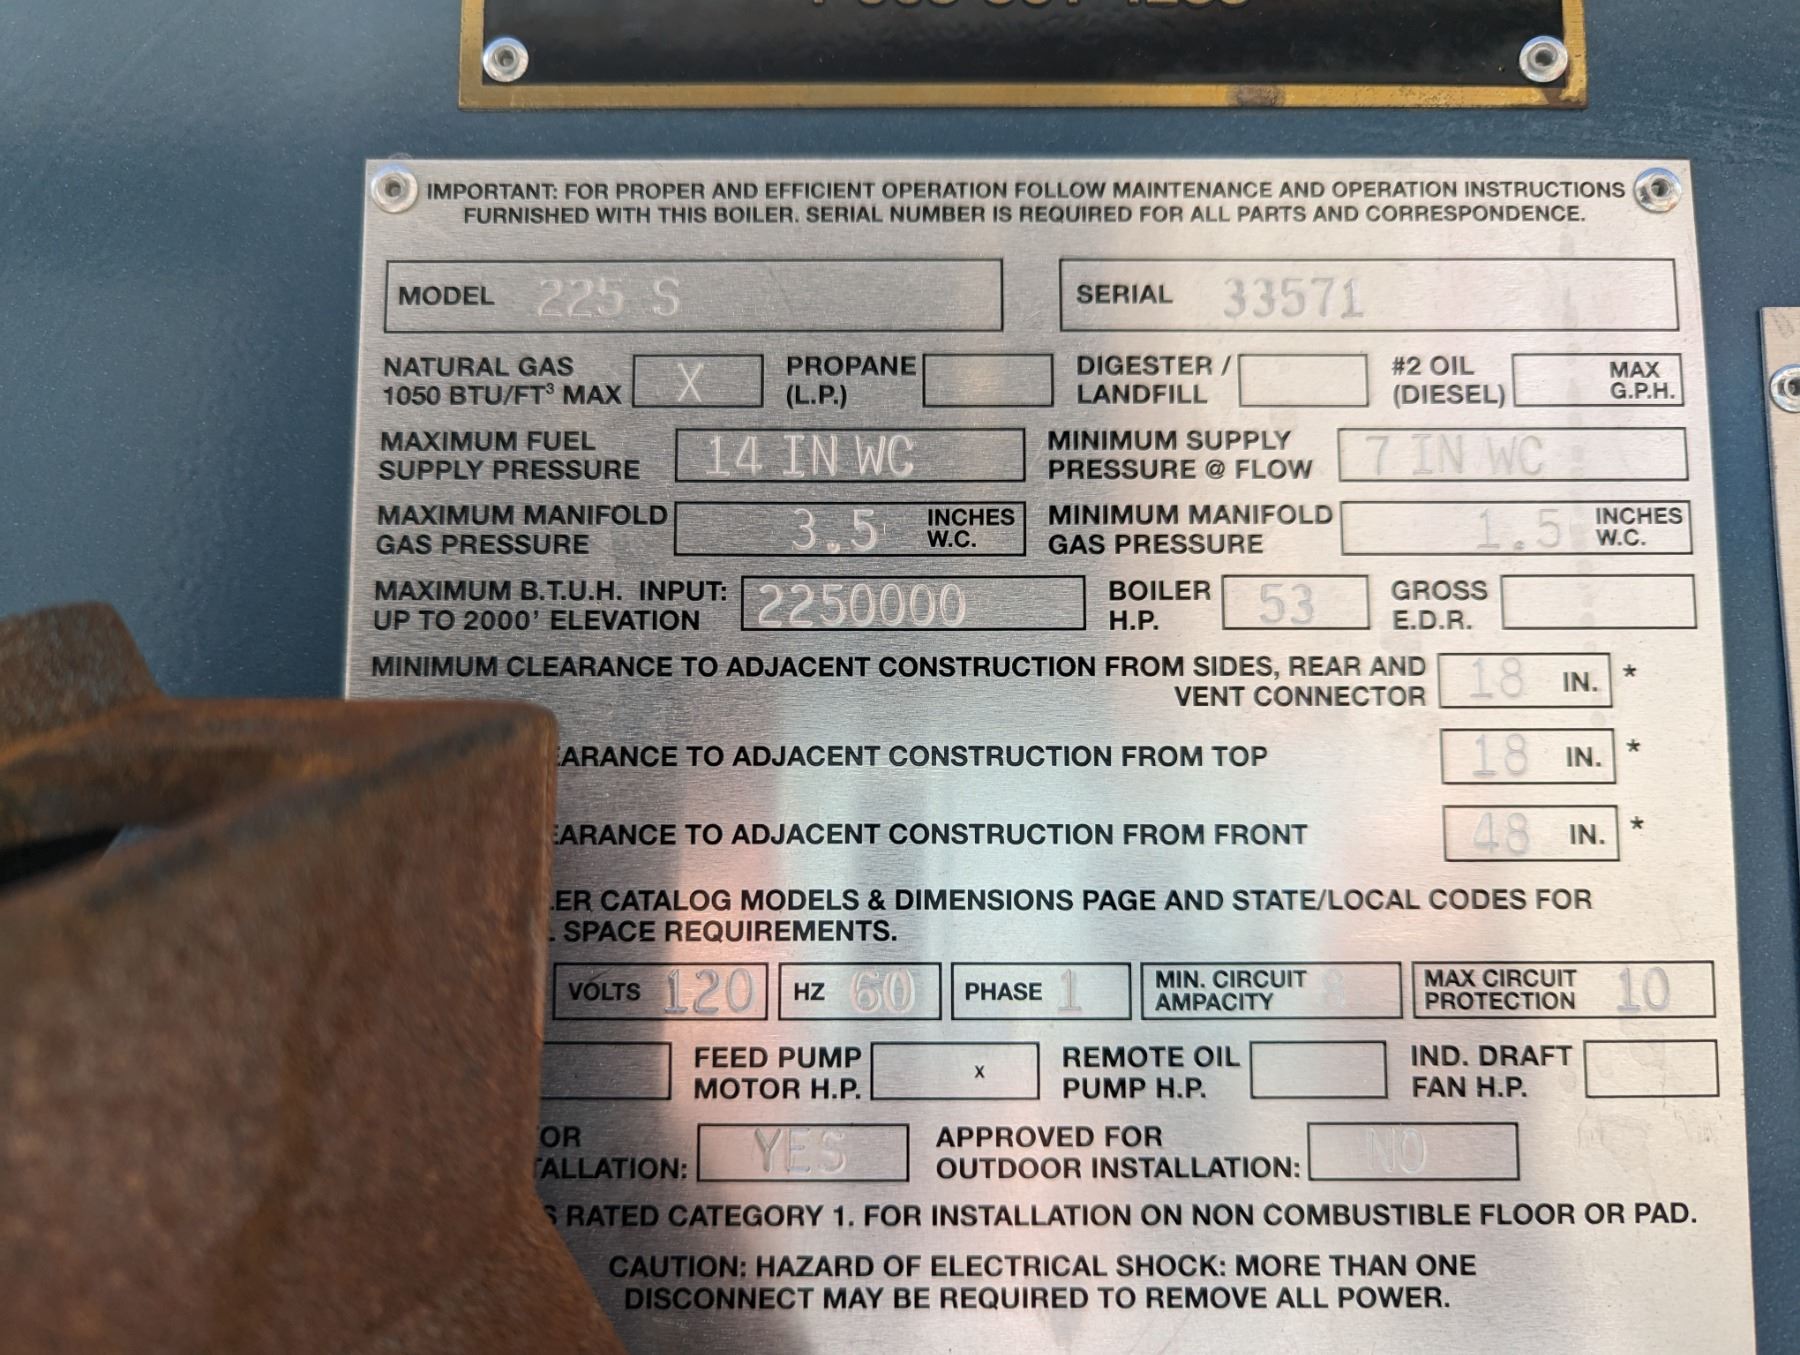 IMPORTANT: FOR PROPER AND EFFICIENT OPERATION FOLLOW MAINTENANCE AND OPERATION INSTRUCTIONS
FURNISHED WITH THIS BOILER. SERIAL NUMBER IS REQUIRED FOR ALL PARTS AND CORRESPONDENCE.
MODEL 225 S SERIAL 33571
NATURAL GAS PROPANE DIGESTER / #2 OIL MAX
1050 BTU/FT³ MAX X (L.P.) LANDFILL (DIESEL) G.P.H.
MAXIMUM FUEL 14 IN WC MINIMUM SUPPLY 7 IN WC
SUPPLY PRESSURE PRESSURE @ FLOW
MAXIMUM MANIFOLD 3.5 INCHES MINIMUM MANIFOLD 1.5 INCHES
GAS PRESSURE W.C. GAS PRESSURE W.C.
MAXIMUM B.T.U.H. INPUT: 2250000 BOILER 53 GROSS
UP TO 2000' ELEVATION H.P. E.D.R.
MINIMUM CLEARANCE TO ADJACENT CONSTRUCTION FROM SIDES, REAR AND 18 IN. *
VENT CONNECTOR
EARANCE TO ADJACENT CONSTRUCTION FROM TOP 18 IN. *
EARANCE TO ADJACENT CONSTRUCTION FROM FRONT 48 IN. *
ER CATALOG MODELS & DIMENSIONS PAGE AND STATE/LOCAL CODES FOR
. SPACE REQUIREMENTS.
VOLTS 120 HZ 60 PHASE 1 MIN. CIRCUIT 8 MAX CIRCUIT 10
AMPACITY PROTECTION
FEED PUMP x REMOTE OIL IND. DRAFT
MOTOR H.P. PUMP H.P. FAN H.P.
OR YES APPROVED FOR NO
TALLATION: OUTDOOR INSTALLATION:
S RATED CATEGORY 1. FOR INSTALLATION ON NON COMBUSTIBLE FLOOR OR PAD.
CAUTION: HAZARD OF ELECTRICAL SHOCK: MORE THAN ONE
DISCONNECT MAY BE REQUIRED TO REMOVE ALL POWER.